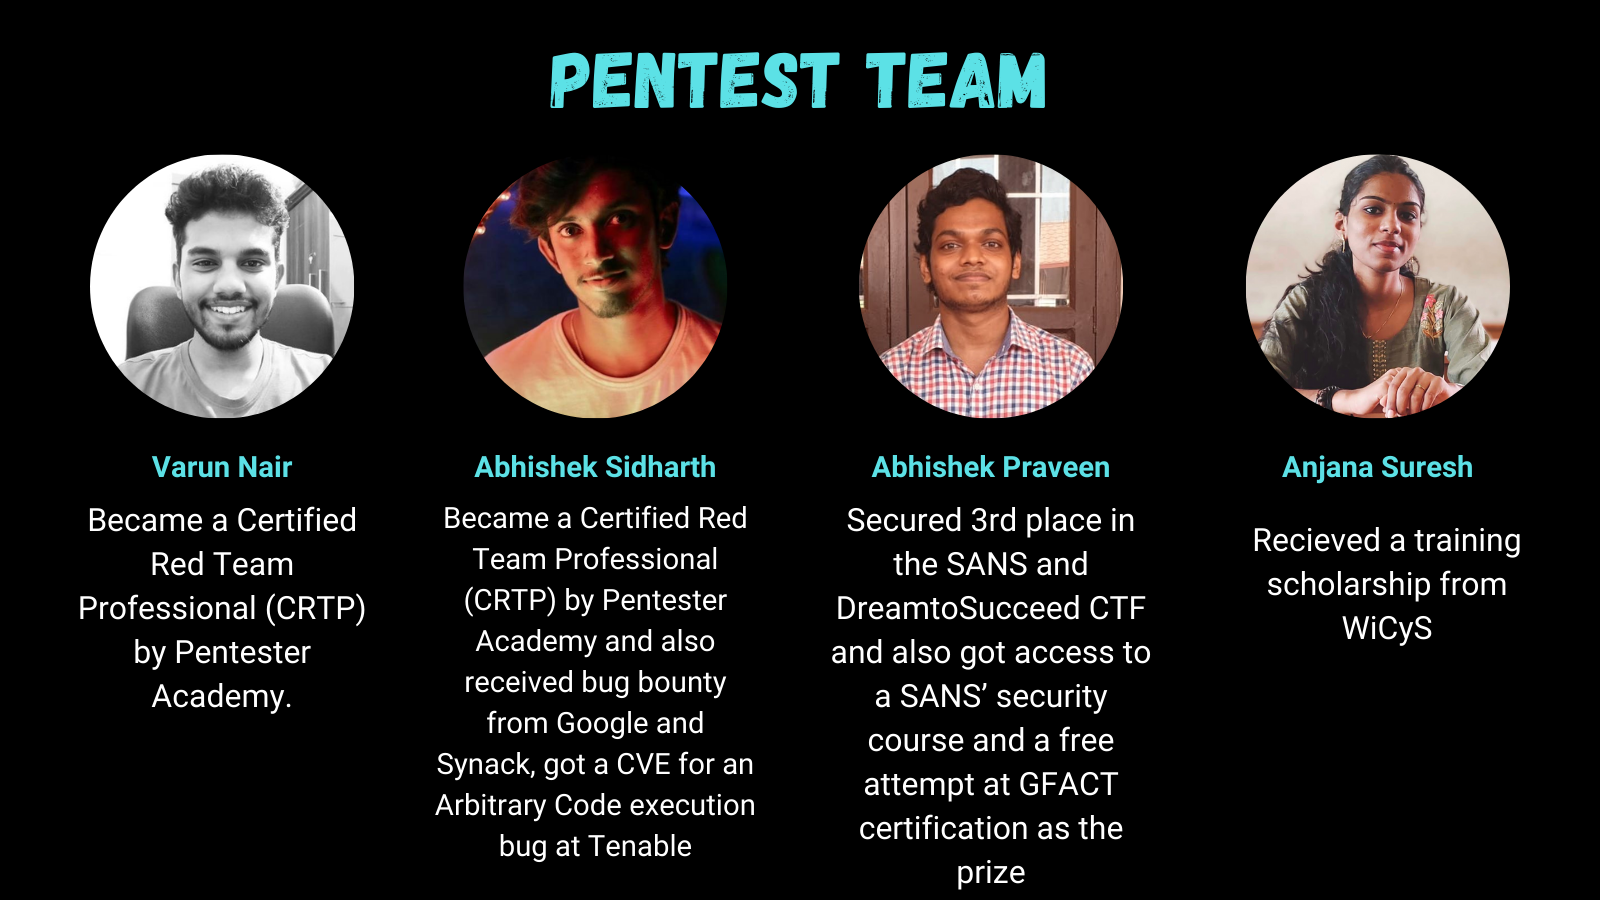 PENTEST TEAM
Varun Nair
Became a Certified
Red Team
Professional (CRTP)
by Pentester
Academy.
Abhishek Sidharth
Became a Certified Red
Team Professional
(CRTP) by Pentester
Academy and also
received bug bounty
from Google and
Synack, got a CVE for an
Arbitrary Code execution
bug at Tenable
Abhishek Praveen
Secured 3rd place in
the SANS and
DreamtoSucceed CTF
and also got access to
a SANS’ security
course and a free
attempt at GFACT
certification as the
prize
Anjana Suresh
Recieved a training
scholarship from
WiCyS